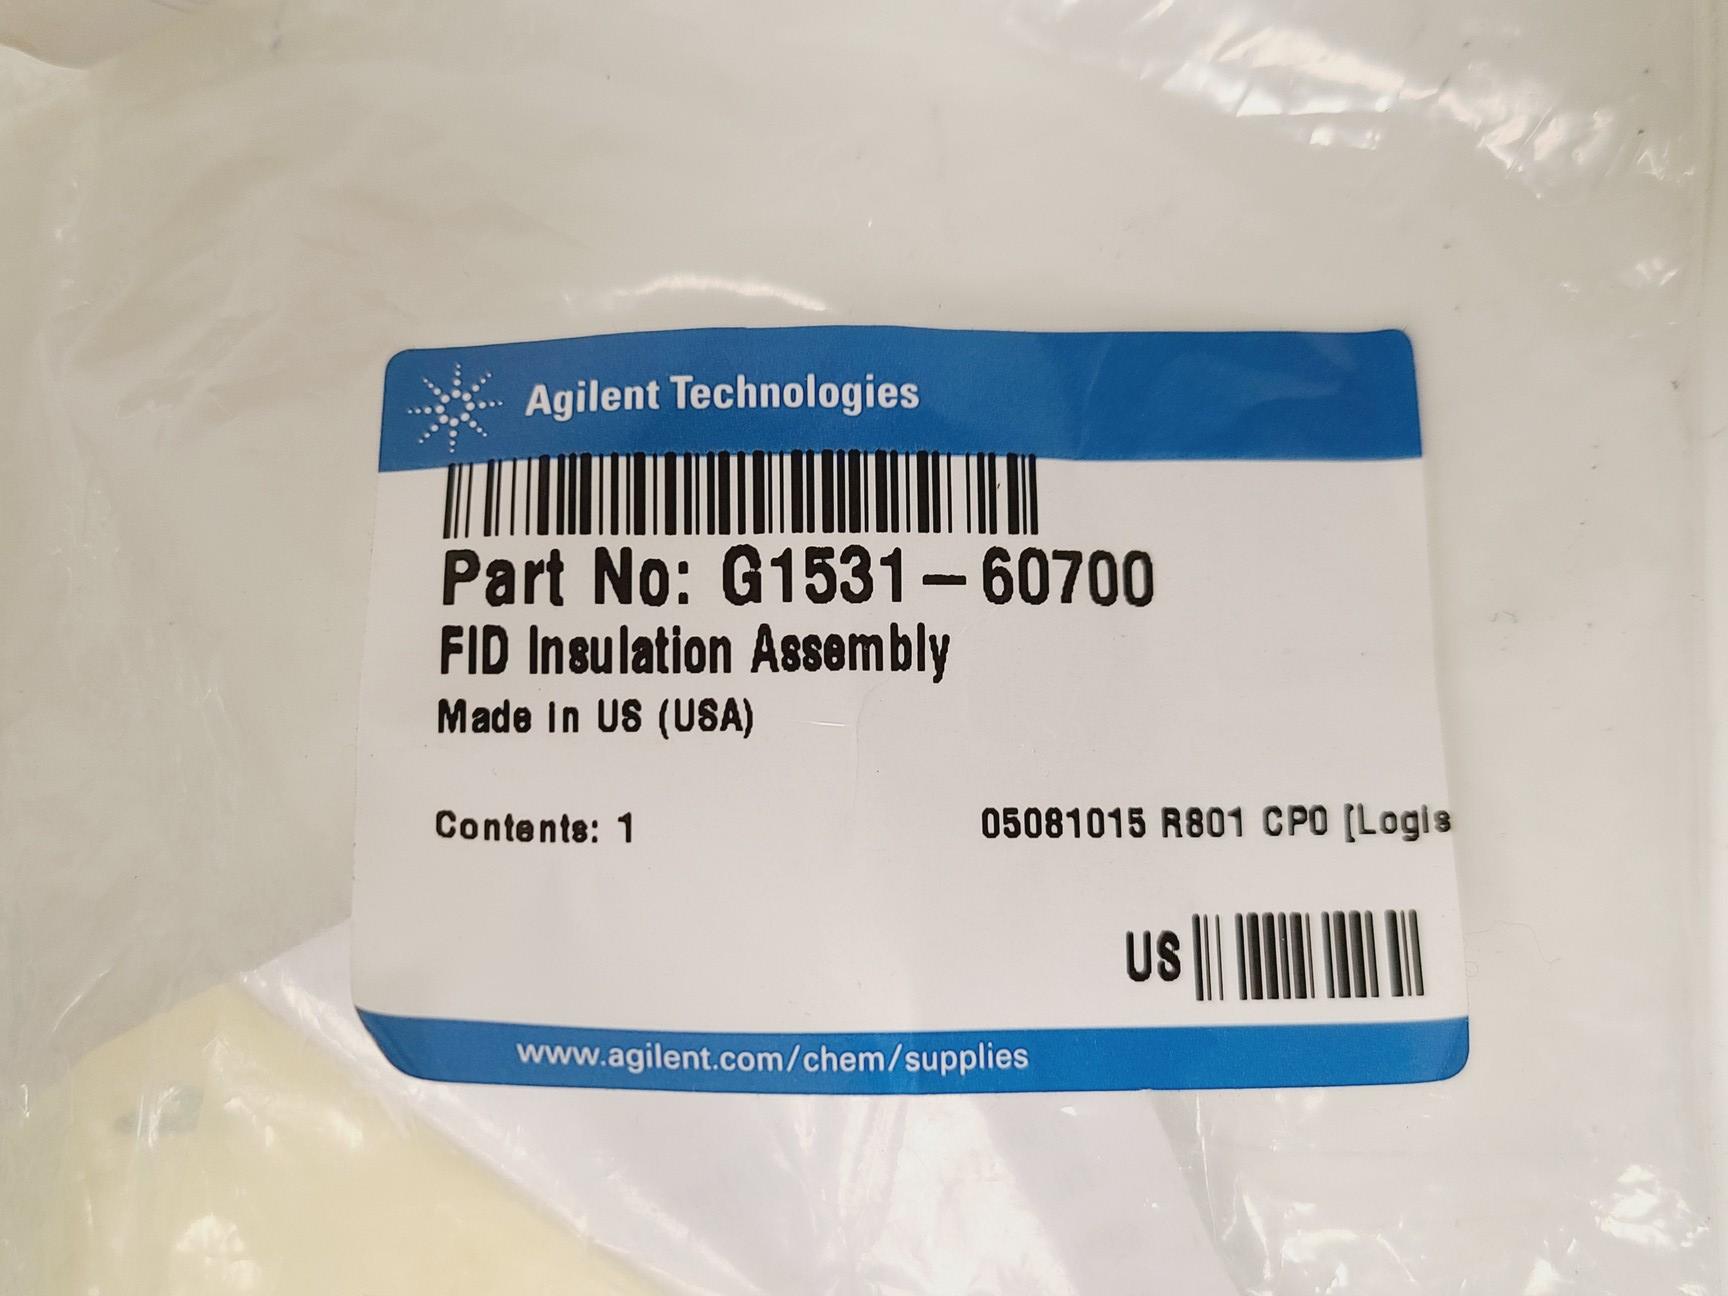 Agilent Technologies
Part No: G1531-60700
FID Insulation Assembly
Made in US (USA)
Contents: 1
05081015 R801 CPO [Logis
US
www.agilent.com/chem/supplies